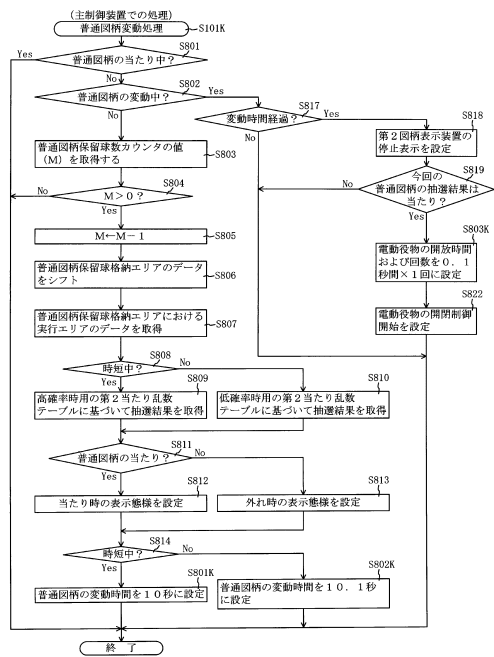 (主制御装置での処理)
普通図柄変動処理
S101K
S801
Yes
普通図柄の当たり中?
No
S802
普通図柄の変動中?
Yes
No
S817
変動時間経過?
Yes
No
S818
第2図柄表示装置の
停止表示を設定
S819
今回の
普通図柄の抽選結果は
当たり?
No
Yes
S803K
電動役物の開放時間
および回数を0.1
秒間×1回に設定
S822
電動役物の開閉制御
開始を設定
普通図柄保留球数カウンタの値
(M)を取得する
S803
S804
No
M>0?
Yes
M←M-1
S805
普通図柄保留球格納エリアのデータ
をシフト
S806
普通図柄保留球格納エリアにおける
実行エリアのデータを取得
S807
S808
時短中?
No
Yes
S809
高確率時用の第2当たり乱数
テーブルに基づいて抽選結果を取得
S810
低確率時用の第2当たり乱数
テーブルに基づいて抽選結果を取得
S811
普通図柄の当たり?
No
Yes
S812
当たり時の表示態様を設定
S813
外れ時の表示態様を設定
S814
時短中?
No
Yes
S801K
普通図柄の変動時間を10秒に設定
S802K
普通図柄の変動時間を10.1秒
に設定
終 了